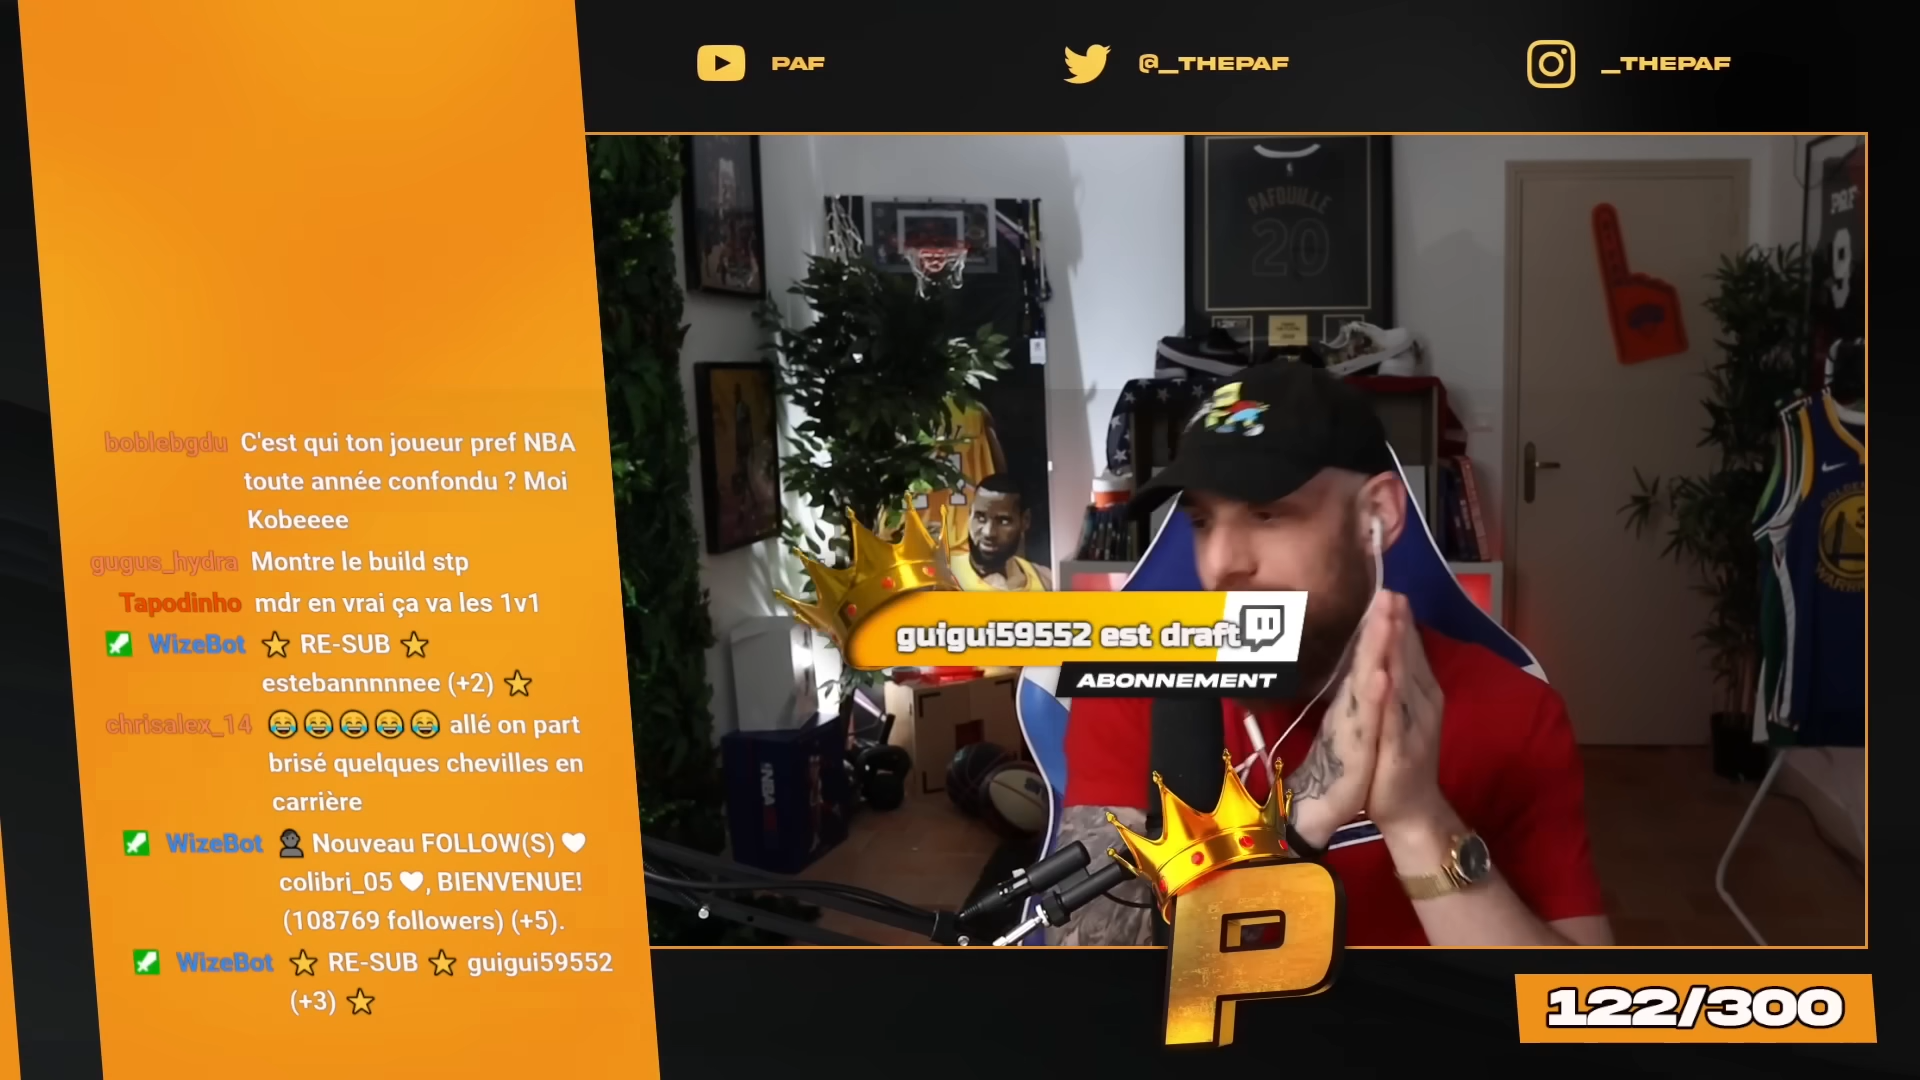 PAF
@_THEPAF
_THEPAF
PAFOUILLE
20
PAF
9
boblebgdu C'est qui ton joueur pref NBA
toute année confondu ? Moi
Kobeeee
gugus_hydra Montre le build stp
Tapodinho mdr en vrai ça va les 1v1
WizeBot ⭐ RE-SUB ⭐
estebannnnnee (+2) ⭐
chrisalex_14 😂😂😂😂😂 allé on part
brisé quelques chevilles en
carrière
WizeBot 👤 Nouveau FOLLOW(S) 🤍
colibri_05 🤍, BIENVENUE!
(108769 followers) (+5).
WizeBot ⭐ RE-SUB ⭐ guigui59552
(+3) ⭐
guigui59552 est draft
ABONNEMENT
NBA
P
122/300